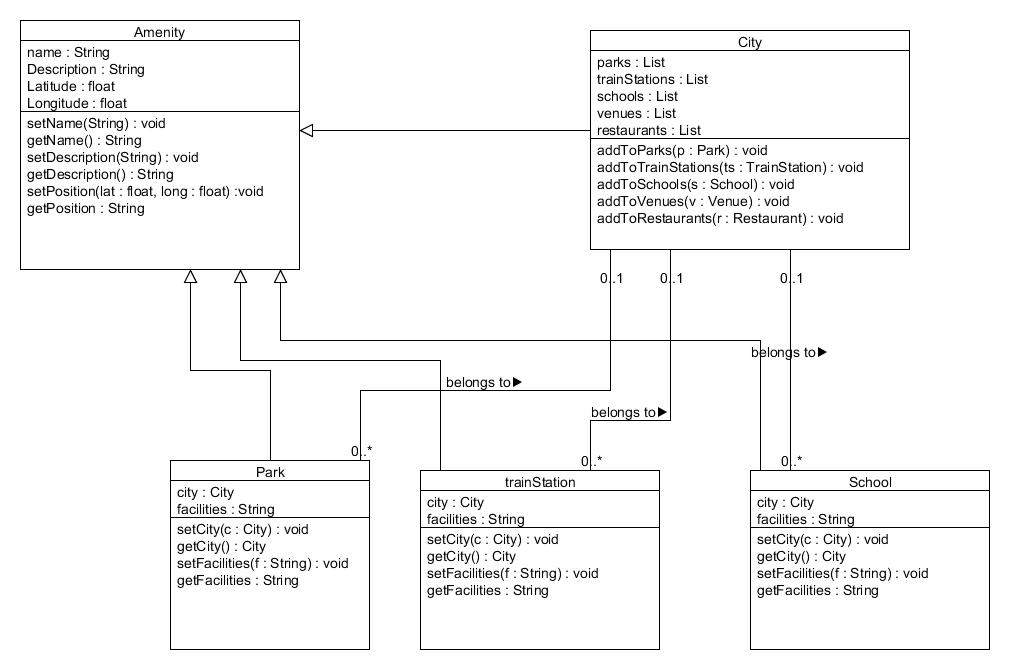 Amenity
name : String
Description : String
Latitude : float
Longitude : float
setName(String) : void
getName() : String
setDescription(String) : void
getDescription() : String
setPosition(lat : float, long : float) :void
getPosition : String
City
parks : List
trainStations : List
schools : List
venues : List
restaurants : List
addToParks(p : Park) : void
addToTrainStations(ts : TrainStation) : void
addToSchools(s : School) : void
addToVenues(v : Venue) : void
addToRestaurants(r : Restaurant) : void
0..1
0..1
0..1
belongs to
belongs to
belongs to
0..*
0..*
0..*
Park
city : City
facilities : String
setCity(c : City) : void
getCity() : City
setFacilities(f : String) : void
getFacilities : String
trainStation
city : City
facilities : String
setCity(c : City) : void
getCity() : City
setFacilities(f : String) : void
getFacilities : String
School
city : City
facilities : String
setCity(c : City) : void
getCity() : City
setFacilities(f : String) : void
getFacilities : String